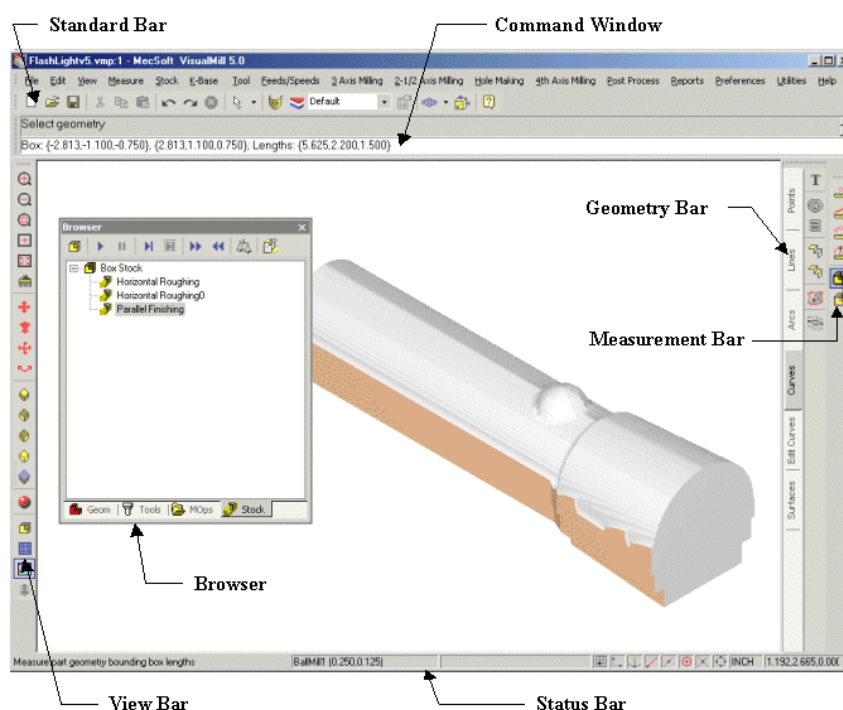 Standard Bar
Command Window
FlashLightv5.vmp:1 - MecSoft VisualMill 5.0
File Edit View Measure Stock K-Base Tool Feeds/Speeds 3 Axis Milling 2-1/2 Axis Milling Hole Making 4th Axis Milling Post Process Reports Preferences Utilities Help
Default
Select geometry
Box: {-2.813,-1.100,-0.750}, {2.813,1.100,0.750}; Lengths: {5.625,2.200,1.500}
Browser
Box Stock
Horizontal Roughing
Horizontal Roughing0
Parallel Finishing
Geom
Tools
MOps
Stock
Geometry Bar
Measurement Bar
Points
Lines
Arcs
Curves
Edit Curves
Surfaces
T
Browser
Measure part geometry bounding box lengths
BallMill1 (0.250,0.125)
INCH
1.192,2.665,0.000
View Bar
Status Bar